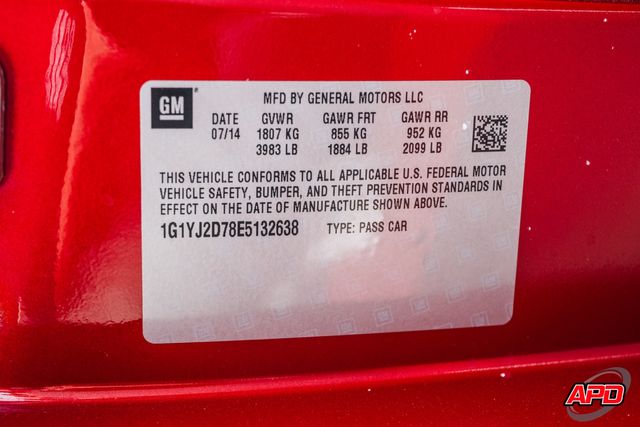 GM
MFD BY GENERAL MOTORS LLC
DATE GVWR GAWR FRT GAWR RR
07/14 1807 KG 855 KG 952 KG
3983 LB 1884 LB 2099 LB
THIS VEHICLE CONFORMS TO ALL APPLICABLE U.S. FEDERAL MOTOR
VEHICLE SAFETY, BUMPER, AND THEFT PREVENTION STANDARDS IN
EFFECT ON THE DATE OF MANUFACTURE SHOWN ABOVE.
1G1YJ2D78E5132638 TYPE: PASS CAR
APD